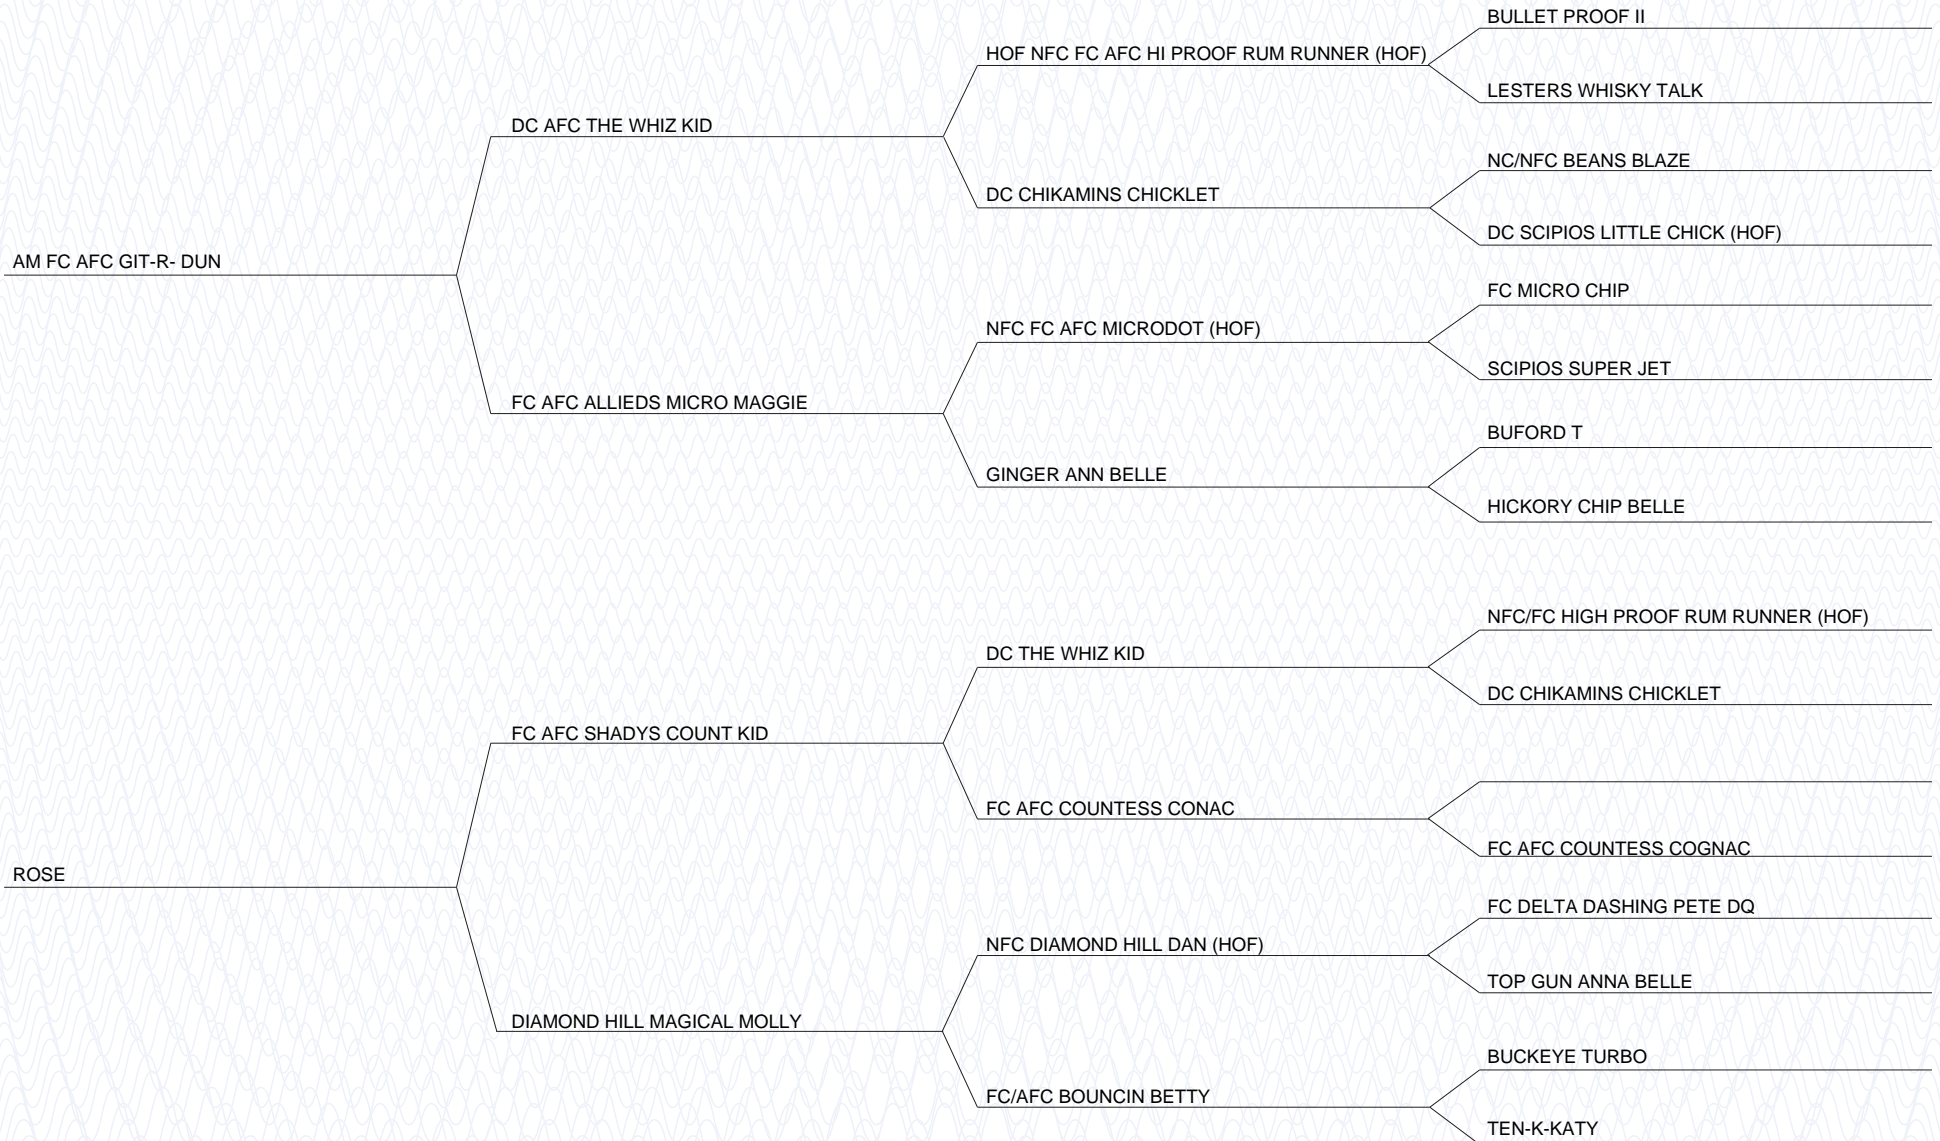 BULLET PROOF II
HOF NFC FC AFC HI PROOF RUM RUNNER (HOF)
LESTERS WHISKY TALK
DC AFC THE WHIZ KID
NC/NFC BEANS BLAZE
DC CHIKAMINS CHICKLET
DC SCIPIOS LITTLE CHICK (HOF)
AM FC AFC GIT-R- DUN
FC MICRO CHIP
NFC FC AFC MICRODOT (HOF)
SCIPIOS SUPER JET
FC AFC ALLIEDS MICRO MAGGIE
BUFORD T
GINGER ANN BELLE
HICKORY CHIP BELLE
NFC/FC HIGH PROOF RUM RUNNER (HOF)
DC THE WHIZ KID
DC CHIKAMINS CHICKLET
FC AFC SHADYS COUNT KID
FC AFC COUNTESS CONAC
FC AFC COUNTESS COGNAC
ROSE
FC DELTA DASHING PETE DQ
NFC DIAMOND HILL DAN (HOF)
TOP GUN ANNA BELLE
DIAMOND HILL MAGICAL MOLLY
BUCKEYE TURBO
FC/AFC BOUNCIN BETTY
TEN-K-KATY